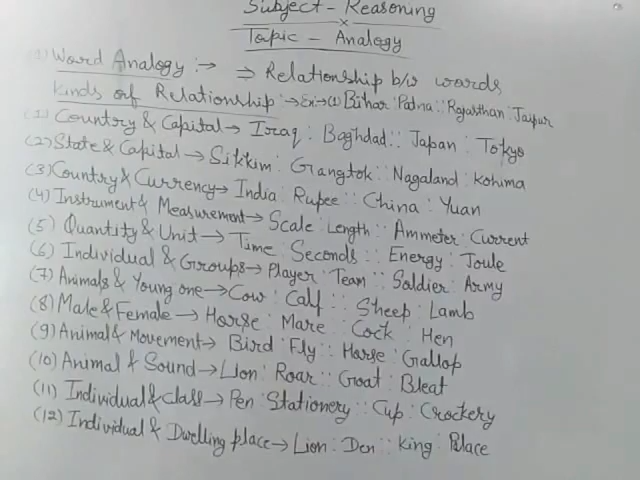 Subject - Reasoning
Topic - Analogy
(1) Word Analogy :→ ⇒ Relationship b/w words
Kinds of Relationship :→ Ex → (1) Bihar : Patna :: Rajasthan : Jaipur
(1) Country & Capital → Iraq : Baghdad :: Japan : Tokyo
(2) State & Capital → Sikkim : Gangtok :: Nagaland : Kohima
(3) Country & Currency → India : Rupee :: China : Yuan
(4) Instrument & Measurement → Scale : Length :: Ammeter : Current
(5) Quantity & Unit → Time : Seconds :: Energy : Joule
(6) Individual & Groups → Player : Team :: Saldier : Army
(7) Animals & Young one → Cow : Calf :: Sheep : Lamb
(8) Male & Female → Horse : Mare :: Cock : Hen
(9) Animal & Movement → Bird : Fly :: Horse : Gallop
(10) Animal & Sound → Lion : Roar :: Goat : Bleat
(11) Individual & Class → Pen : Stationery :: Cup : Crockery
(12) Individual & Dwelling place → Lion : Den :: King : Palace